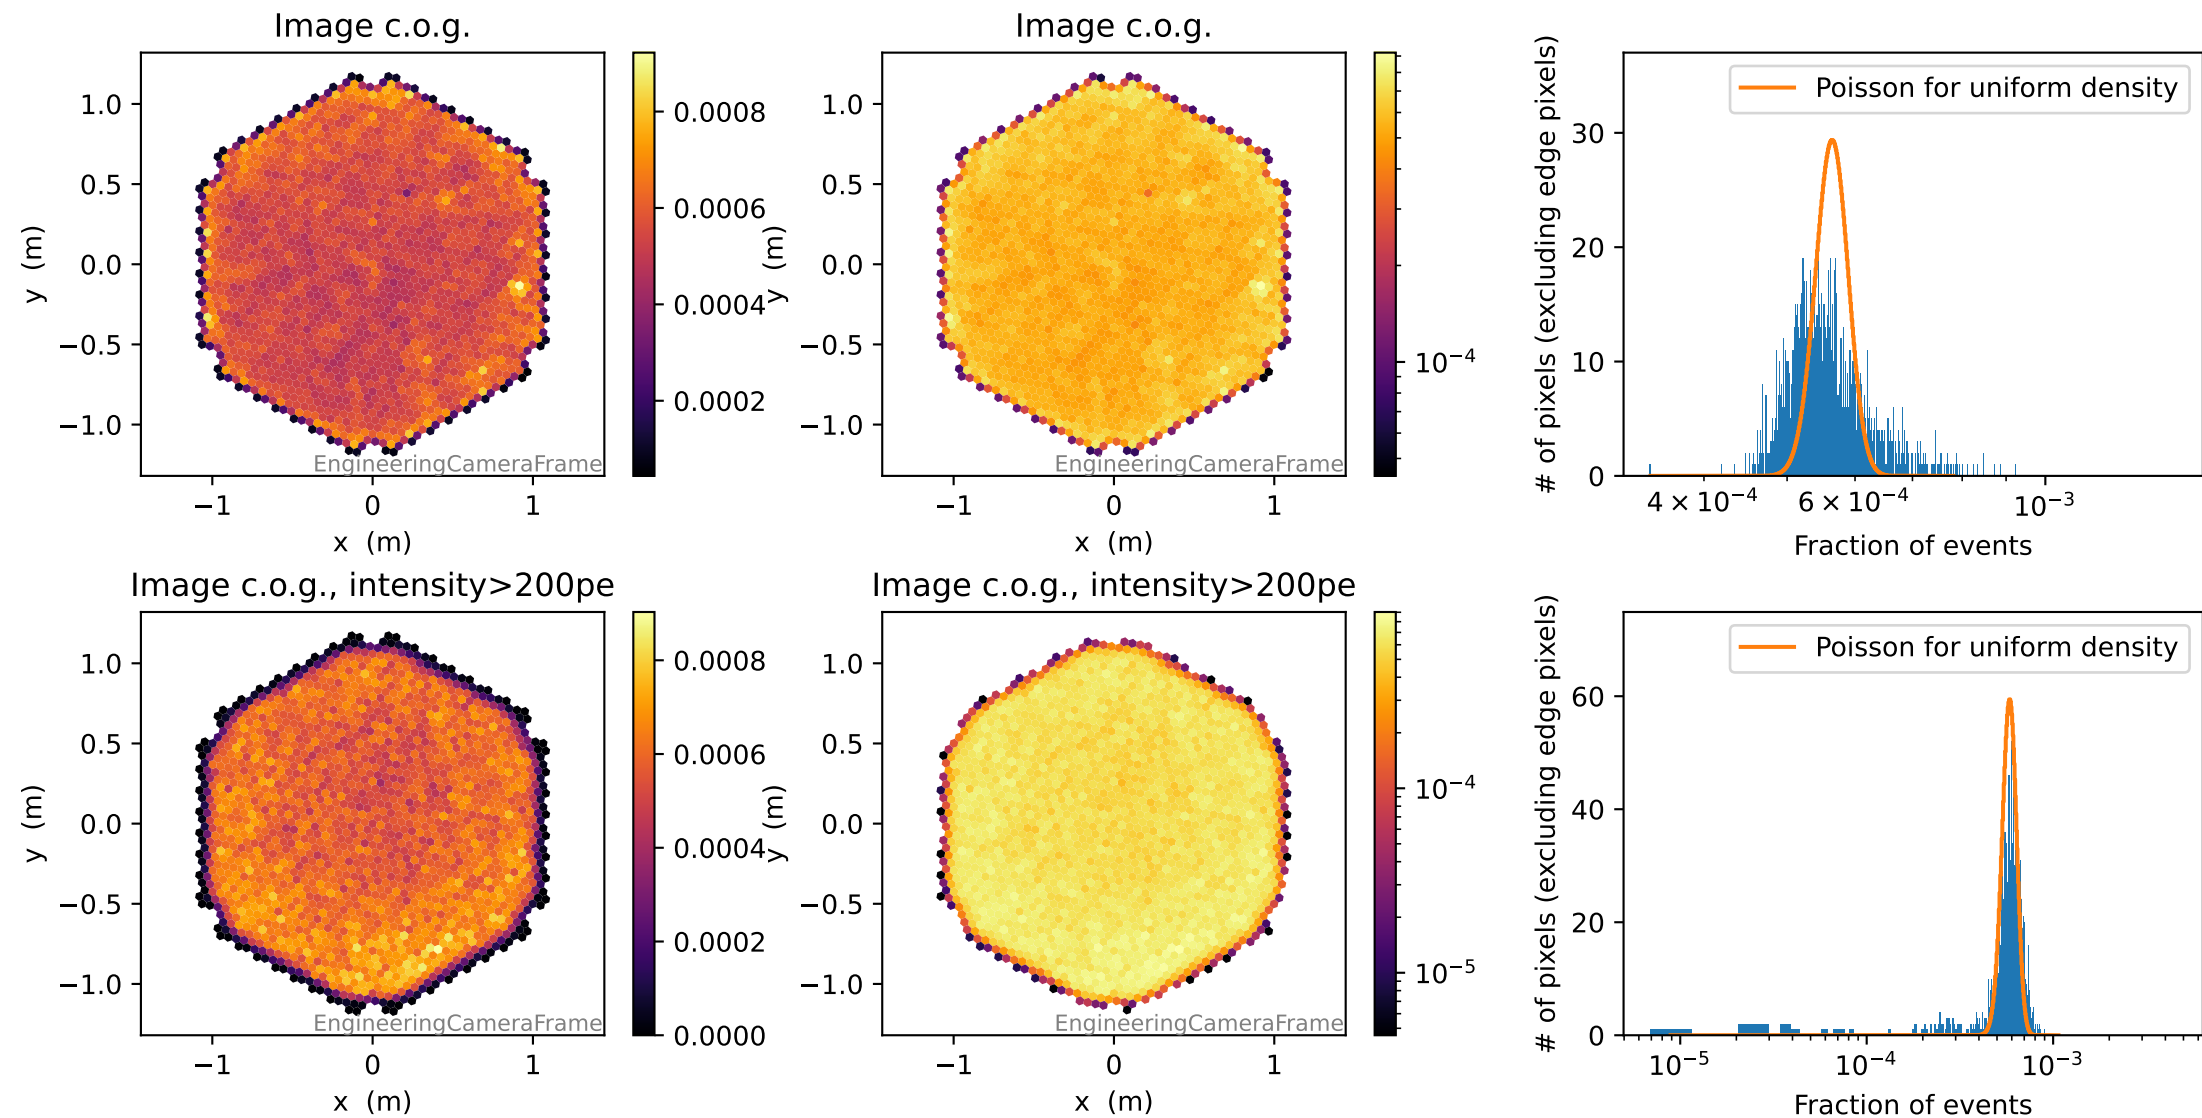 Image c.o.g.
1.0
0.5
0.0
−0.5
−1.0
y (m)
−1
0
1
x (m)
EngineeringCameraFrame
0.0008
0.0006
0.0004
0.0002
Image c.o.g.
1.0
0.5
0.0
−0.5
−1.0
y (m)
−1
0
1
x (m)
EngineeringCameraFrame
10⁻⁴
# of pixels (excluding edge pixels)
30
20
10
0
Poisson for uniform density
4 × 10⁻⁴
6 × 10⁻⁴
10⁻³
Fraction of events
Image c.o.g., intensity>200pe
1.0
0.5
0.0
−0.5
−1.0
y (m)
−1
0
1
x (m)
EngineeringCameraFrame
0.0008
0.0006
0.0004
0.0002
0.0000
Image c.o.g., intensity>200pe
1.0
0.5
0.0
−0.5
−1.0
y (m)
−1
0
1
x (m)
EngineeringCameraFrame
10⁻⁴
10⁻⁵
# of pixels (excluding edge pixels)
60
40
20
0
Poisson for uniform density
10⁻⁵
10⁻⁴
10⁻³
Fraction of events